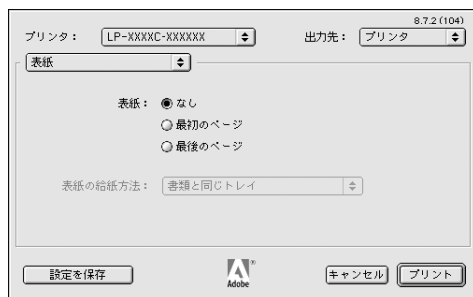 8.7.2 (104)
プリンタ： LP-XXXXC-XXXXXX 出力先： プリンタ
表紙
表紙： なし
最初のページ
最後のページ
表紙の給紙方法： 書類と同じトレイ
設定を保存 Adobe キャンセル プリント